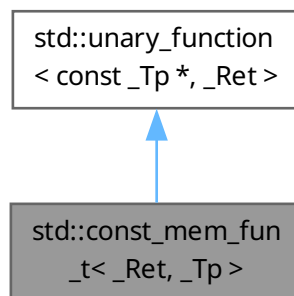 std::unary_function
< const _Tp *, _Ret >
std::const_mem_fun
_t< _Ret, _Tp >